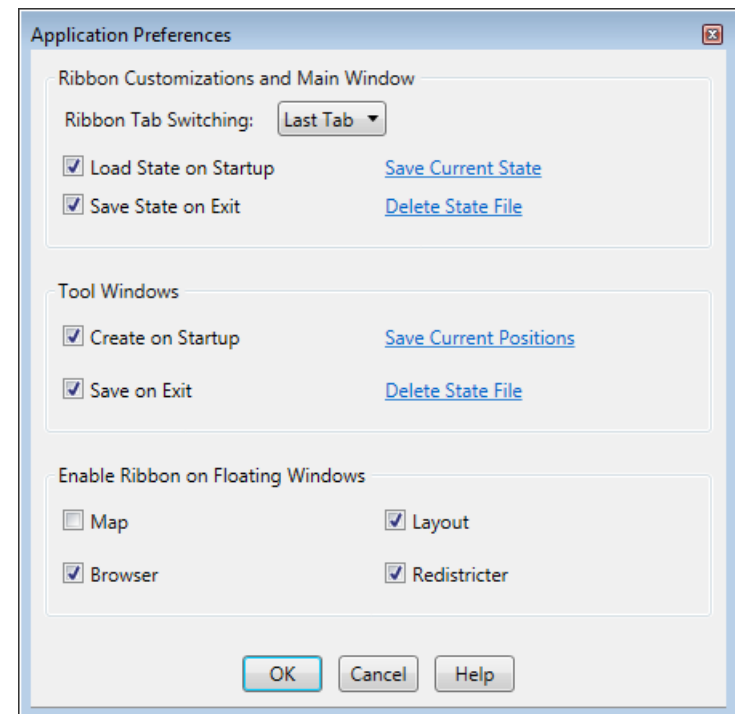 Application Preferences
Ribbon Customizations and Main Window
Ribbon Tab Switching: Last Tab
Load State on Startup Save Current State
Save State on Exit Delete State File
Tool Windows
Create on Startup Save Current Positions
Save on Exit Delete State File
Enable Ribbon on Floating Windows
Map Layout
Browser Redistricter
OK Cancel Help